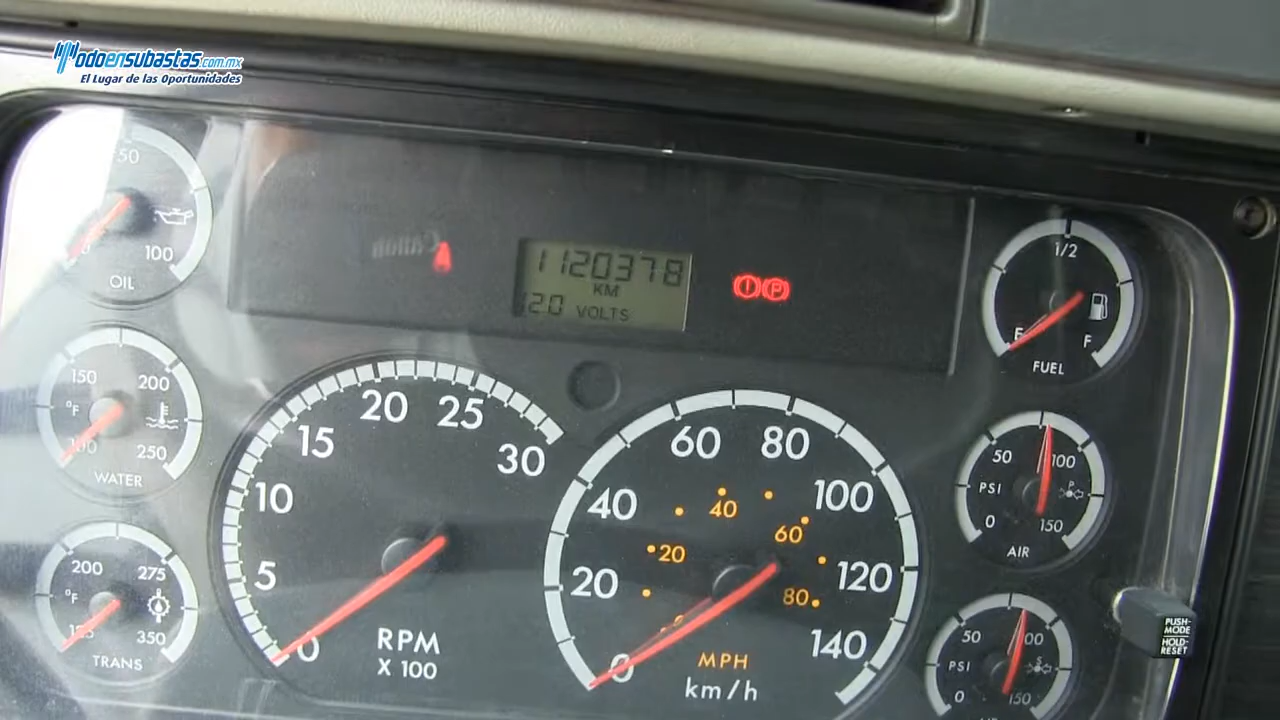 Todoensubastas.com.mx
El Lugar de las Oportunidades
50
0
100
OIL
Canon
1120378
KM
12.0 VOLTS
P
1/2
E
F
FUEL
150
200
°F
100
250
WATER
0
5
10
15
20
25
30
RPM
X 100
0
20
40
60
80
100
120
140
20
40
60
80
MPH
km/h
50
100
PSI
P
0
150
AIR
200
275
°F
125
350
TRANS
50
100
PSI
S
0
150
PUSH-
MODE
HOLD-
RESET